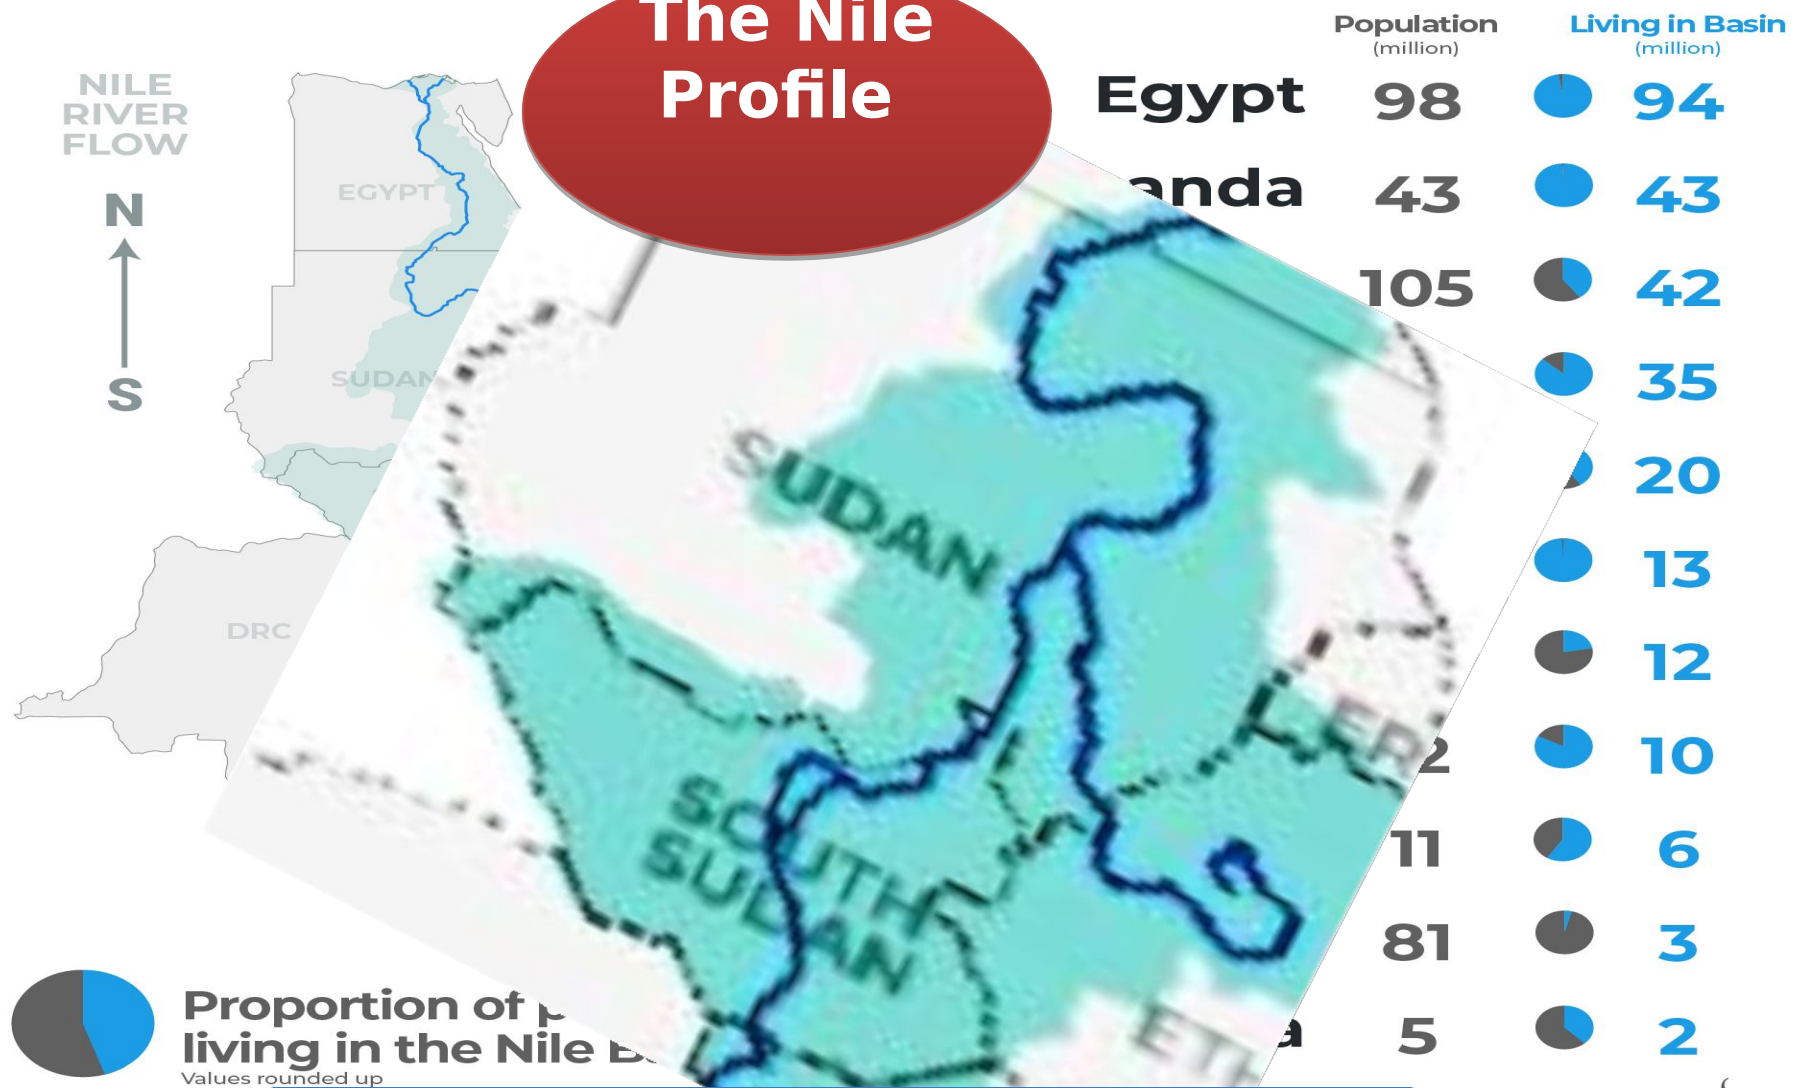 The Nile
Profile
NILE
RIVER
FLOW
N
S
EGYPT
SUDAN
DRC
SUDAN
SOUTH
SUDAN
ER
ETH
Population
(million)
Living in Basin
(million)
Egypt 98 94
anda 43 43
105 42
35
20
13
12
2 10
11 6
81 3
a 5 2
Proportion of p
living in the Nile B
Values rounded up